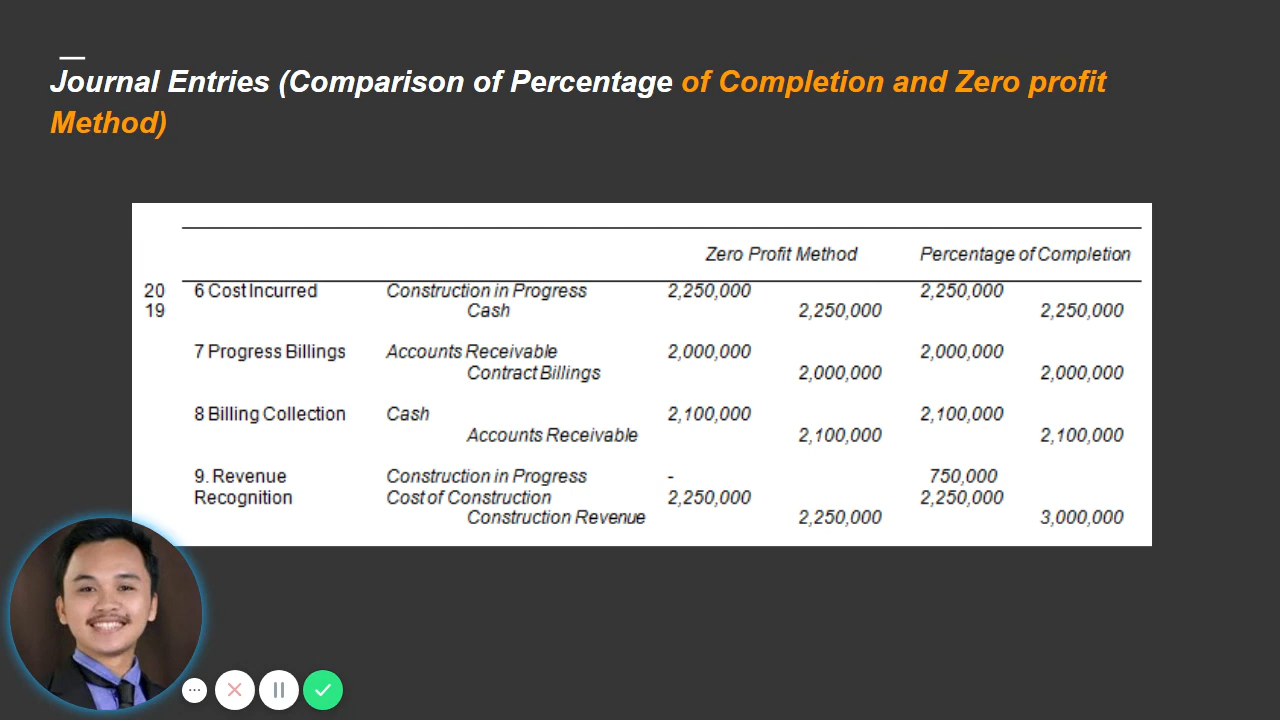 Journal Entries (Comparison of Percentage of Completion and Zero profit
Method)
Zero Profit Method Percentage of Completion
20 6 Cost Incurred Construction in Progress 2,250,000 2,250,000
19 Cash 2,250,000 2,250,000
7 Progress Billings Accounts Receivable 2,000,000 2,000,000
Contract Billings 2,000,000 2,000,000
8 Billing Collection Cash 2,100,000 2,100,000
Accounts Receivable 2,100,000 2,100,000
9. Revenue Construction in Progress - 750,000
Recognition Cost of Construction 2,250,000 2,250,000
Construction Revenue 2,250,000 3,000,000